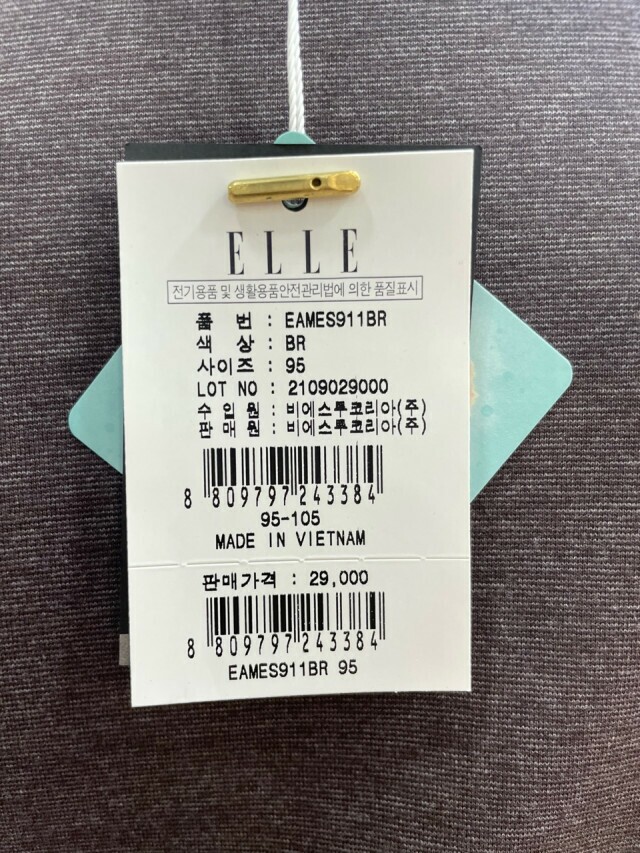 ELLE
전기용품 및 생활용품안전관리법에 의한 품질표시
품 번 : EAMES911BR
색 상 : BR
사이즈 : 95
LOT NO : 2109029000
수 입 원 : 비에스투코리아(주)
판 매 원 : 비에스투코리아(주)
8 809797 243384
95-105
MADE IN VIETNAM
판매가격 : 29,000
8 809797 243384
EAMES911BR 95